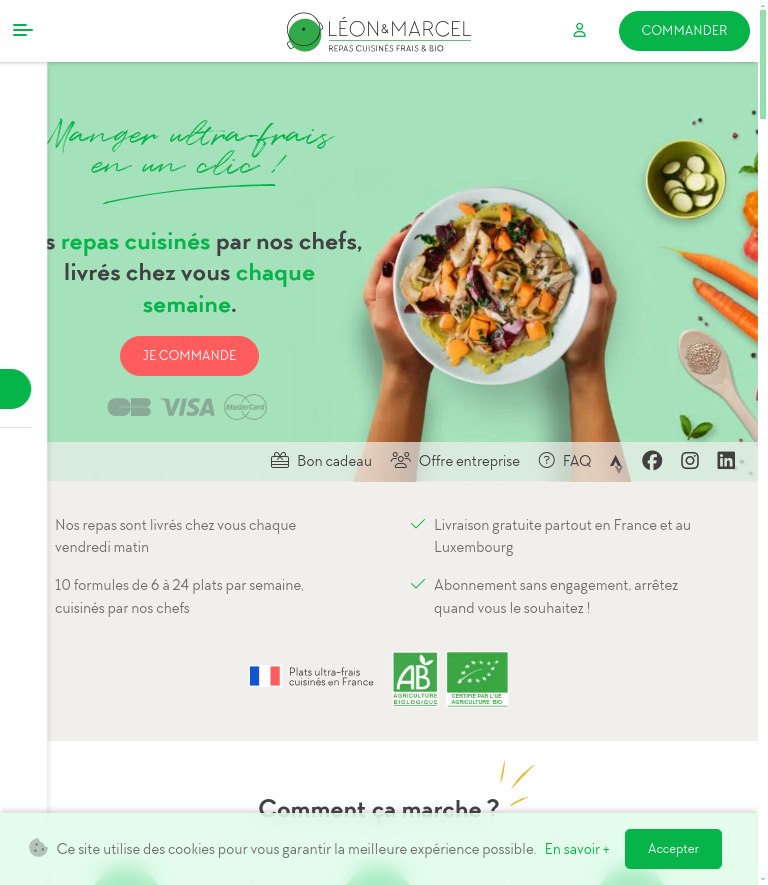 LÉON&MARCEL
REPAS CUISINÉS FRAIS & BIO
COMMANDER
Manger ultra-frais
en un clic !
s repas cuisinés par nos chefs,
livrés chez vous chaque
semaine.
JE COMMANDE
CB VISA MasterCard
Bon cadeau Offre entreprise FAQ
Nos repas sont livrés chez vous chaque
vendredi matin
Livraison gratuite partout en France et au
Luxembourg
10 formules de 6 à 24 plats par semaine,
cuisinés par nos chefs
Abonnement sans engagement, arrêtez
quand vous le souhaitez !
Plats ultra-frais
cuisinés en France
AB
AGRICULTURE
BIOLOGIQUE
CERTIFIÉ PAR L'UE
AGRICULTURE BIO
Comment ça marche ?
Ce site utilise des cookies pour vous garantir la meilleure expérience possible. En savoir + Accepter